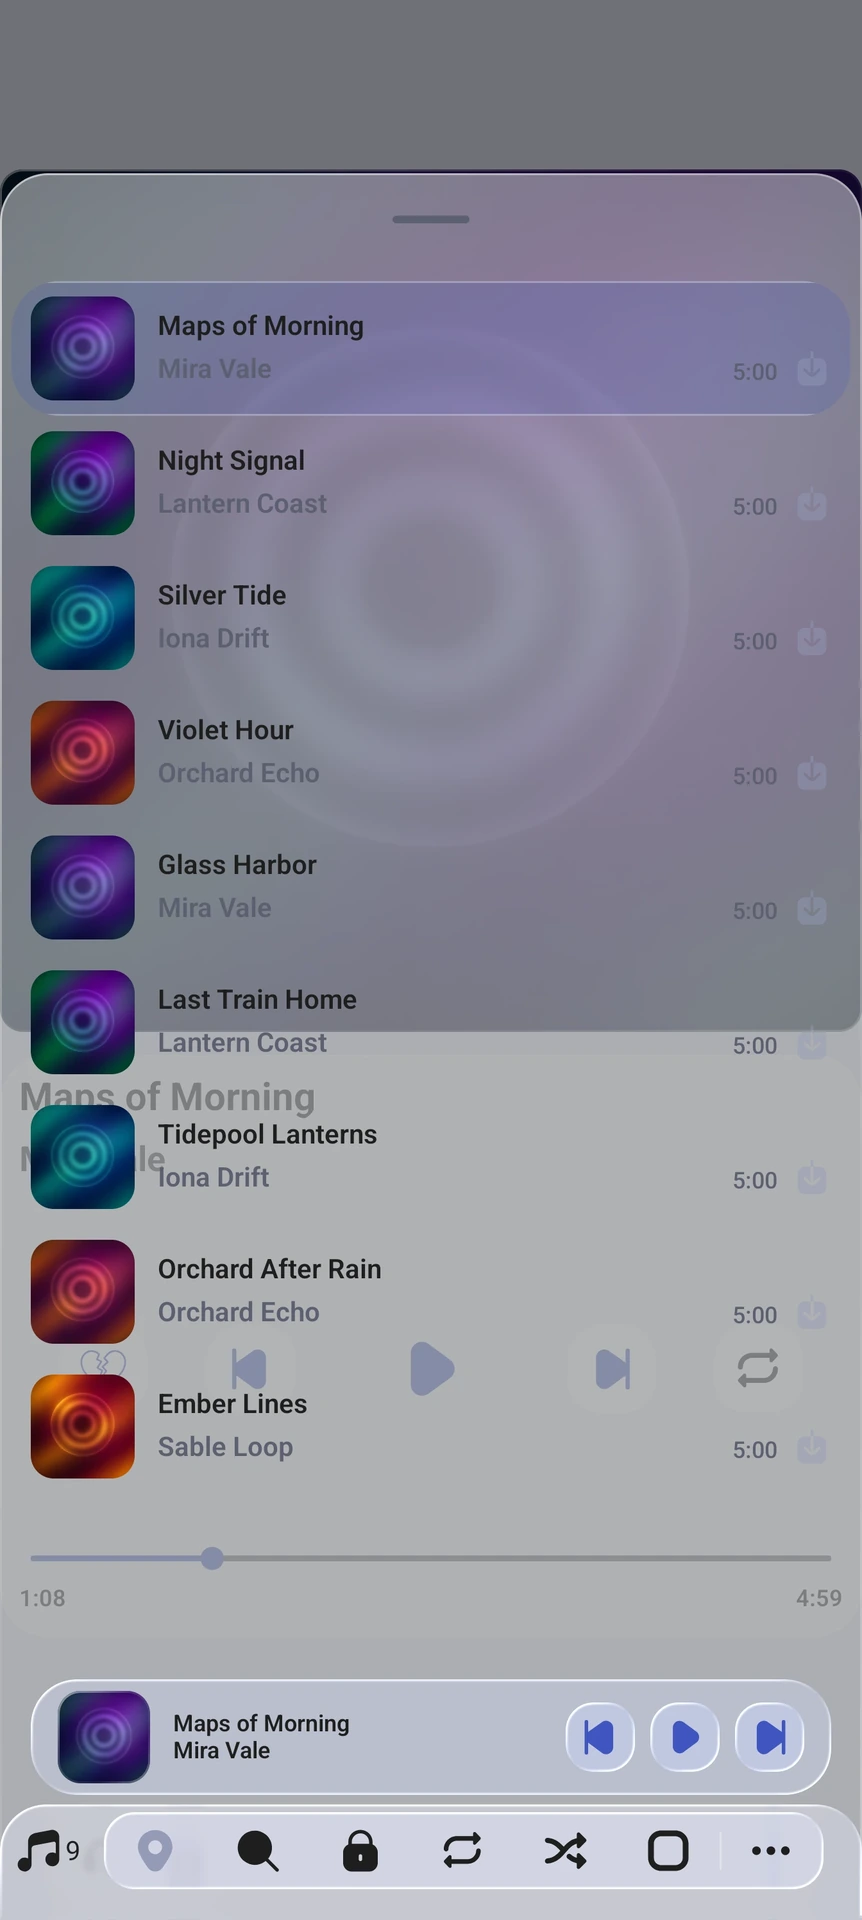 Maps of Morning
Mira Vale
5:00
Night Signal
Lantern Coast
5:00
Silver Tide
Iona Drift
5:00
Violet Hour
Orchard Echo
5:00
Glass Harbor
Mira Vale
5:00
Last Train Home
Lantern Coast
5:00
Maps of Morning
Tidepool Lanterns
Iona Drift
5:00
Orchard After Rain
Orchard Echo
5:00
Ember Lines
Sable Loop
5:00
1:08
4:59
Maps of Morning
Mira Vale
9